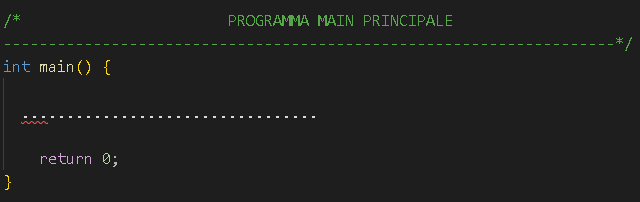 /* PROGRAMMA MAIN PRINCIPALE
--------------------------------------------------------------------*/
int main() {
.................................
return 0;
}